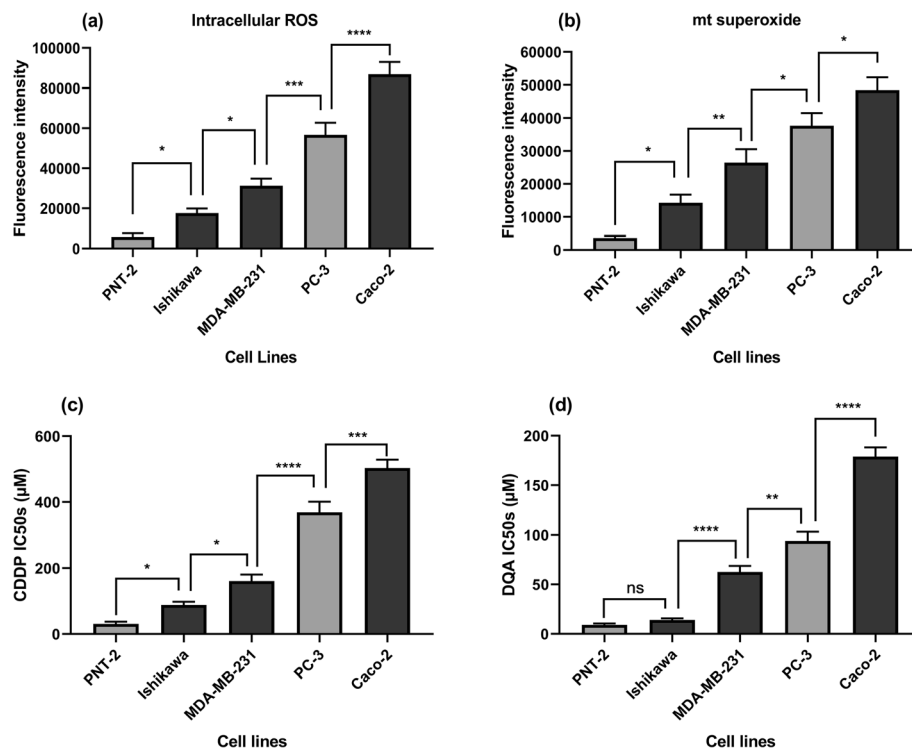 (a)
Intracellular ROS
Fluorescence intensity
100000
80000
60000
40000
20000
0
*
*
***
****
PNT-2
Ishikawa
MDA-MB-231
PC-3
Caco-2
Cell Lines
(b)
mt superoxide
Fluorescence intensity
60000
50000
40000
30000
20000
10000
0
*
**
*
*
PNT-2
Ishikawa
MDA-MB-231
PC-3
Caco-2
Cell lines
(c)
CDDP IC50s (µM)
600
400
200
0
*
*
****
***
PNT-2
Ishikawa
MDA-MB-231
PC-3
Caco-2
Cell lines
(d)
DQA IC50s (µM)
200
150
100
50
0
ns
****
**
****
PNT-2
Ishikawa
MDA-MB-231
PC-3
Caco-2
Cell lines